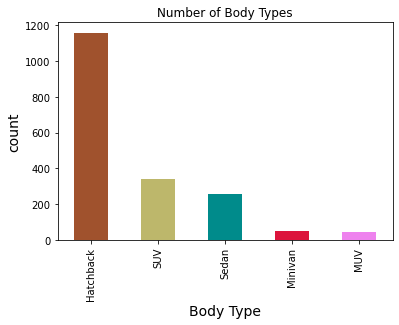 Number of Body Types
count
1200
1000
800
600
400
200
0
Hatchback
SUV
Sedan
Minivan
MUV
Body Type